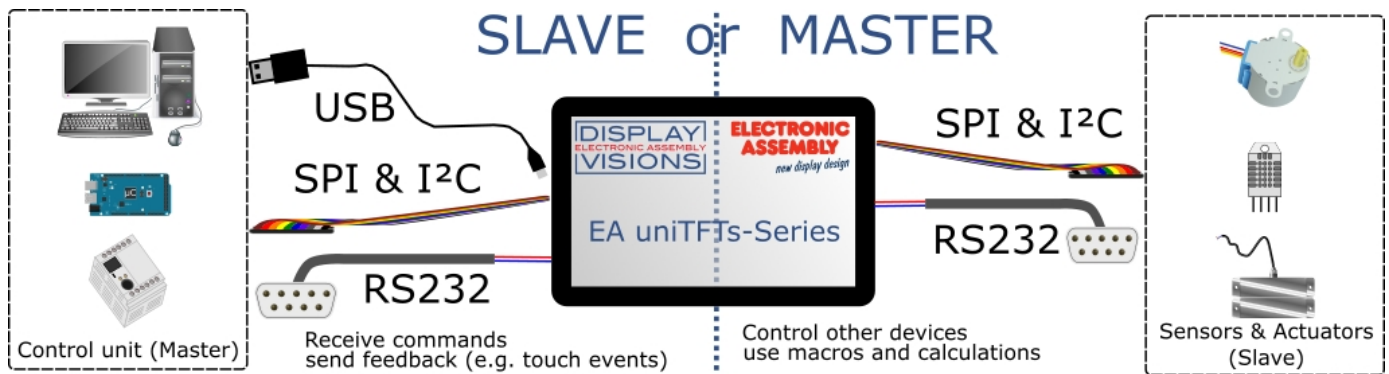 SLAVE or MASTER
USB
SPI & I²C
RS232
Control unit (Master)
Receive commands
send feedback (e.g. touch events)
DISPLAY
ELECTRONIC ASSEMBLY
VISIONS
ELECTRONIC
ASSEMBLY
new display design
EA uniTFTs-Series
SPI & I²C
RS232
Control other devices
use macros and calculations
Sensors & Actuators
(Slave)